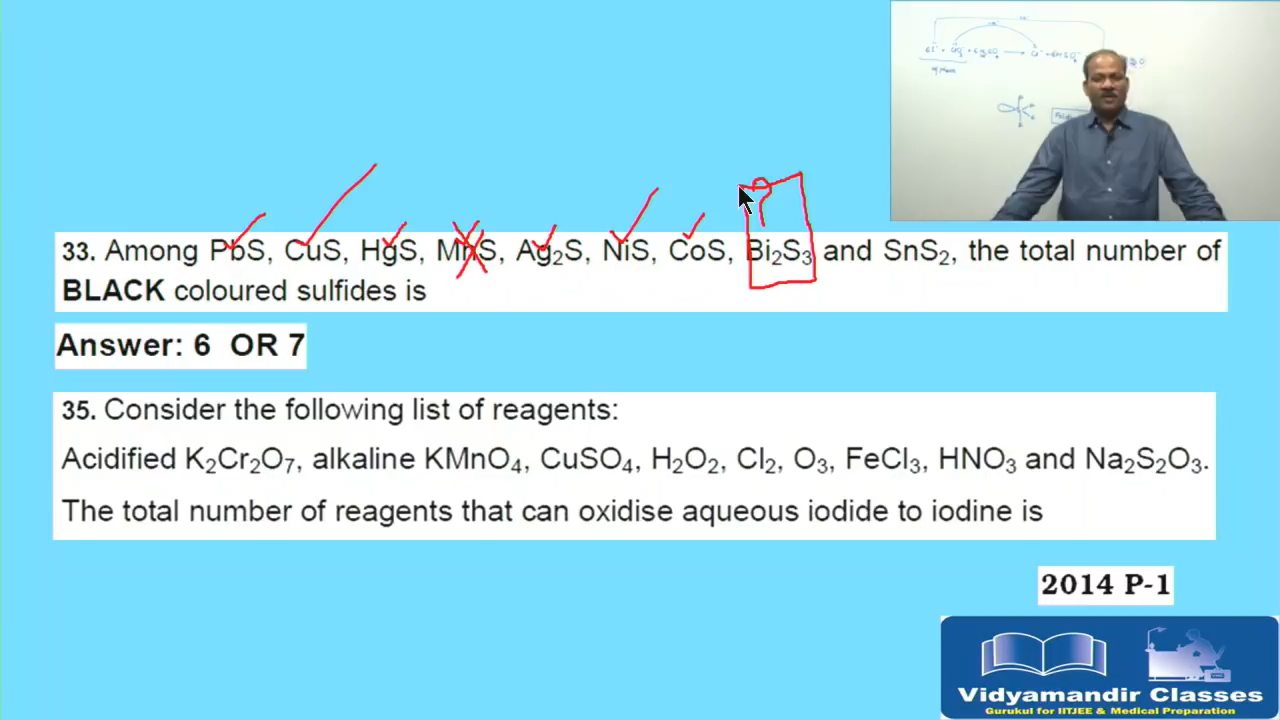 33. Among PbS, CuS, HgS, MnS, Ag₂S, NiS, CoS, Bi₂S₃ and SnS₂, the total number of
BLACK coloured sulfides is
Answer: 6 OR 7
35. Consider the following list of reagents:
Acidified K₂Cr₂O₇, alkaline KMnO₄, CuSO₄, H₂O₂, Cl₂, O₃, FeCl₃, HNO₃ and Na₂S₂O₃.
The total number of reagents that can oxidise aqueous iodide to iodine is
2014 P-1
Vidyamandir Classes
Gurukul for IITJEE & Medical Preparation